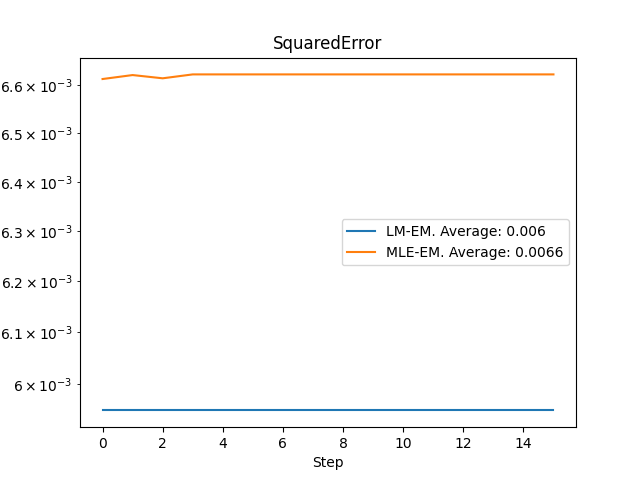 SquaredError
6.6 × 10⁻³
6.5 × 10⁻³
6.4 × 10⁻³
6.3 × 10⁻³
6.2 × 10⁻³
6.1 × 10⁻³
6 × 10⁻³
LM-EM. Average: 0.006
MLE-EM. Average: 0.0066
0 2 4 6 8 10 12 14
Step